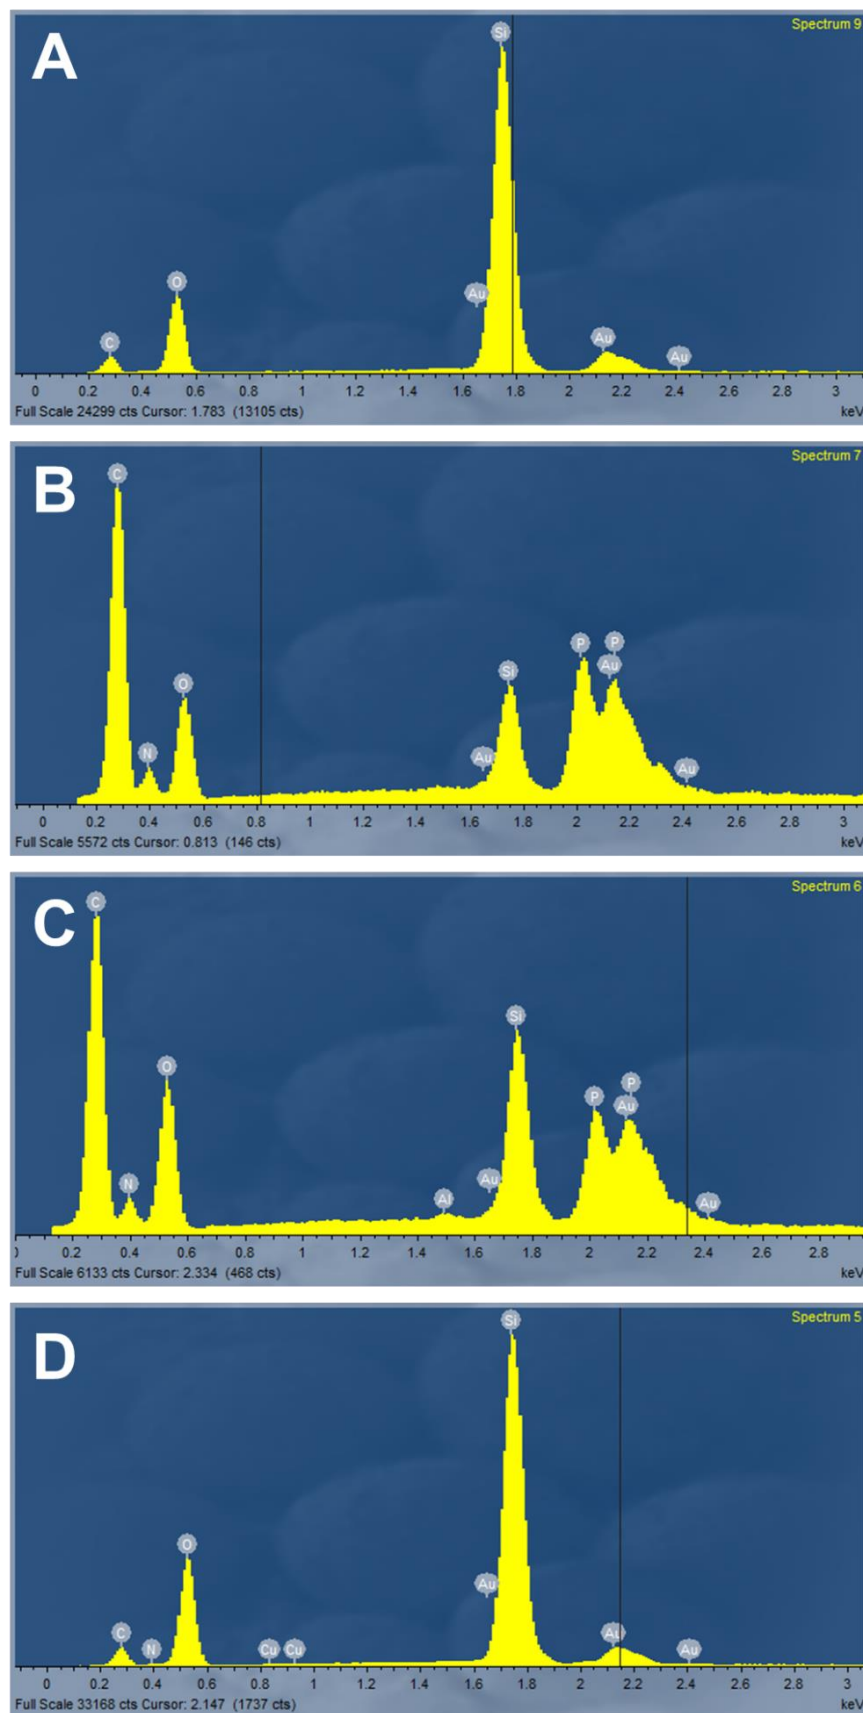 A
Spectrum 9
Si
O
Au
Au
C
Au
0 0.2 0.4 0.6 0.8 1 1.2 1.4 1.6 1.8 2 2.2 2.4 2.6 2.8 3
Full Scale 24299 cts Cursor: 1.783 (13105 cts) keV
B
Spectrum 7
C
P P
Au
Si
O
N Au Au
0 0.2 0.4 0.6 0.8 1 1.2 1.4 1.6 1.8 2 2.2 2.4 2.6 2.8 3
Full Scale 5572 cts Cursor: 0.813 (146 cts) keV
C
Spectrum 6
C
Si
O
P
P Au
N Au
Al Au
0 0.2 0.4 0.6 0.8 1 1.2 1.4 1.6 1.8 2 2.2 2.4 2.6 2.8
Full Scale 6133 cts Cursor: 2.334 (468 cts) keV
D
Spectrum 5
Si
O
Au
C Au
N Cu Cu Au
0 0.2 0.4 0.6 0.8 1 1.2 1.4 1.6 1.8 2 2.2 2.4 2.6 2.8 3
Full Scale 33168 cts Cursor: 2.147 (1737 cts) keV